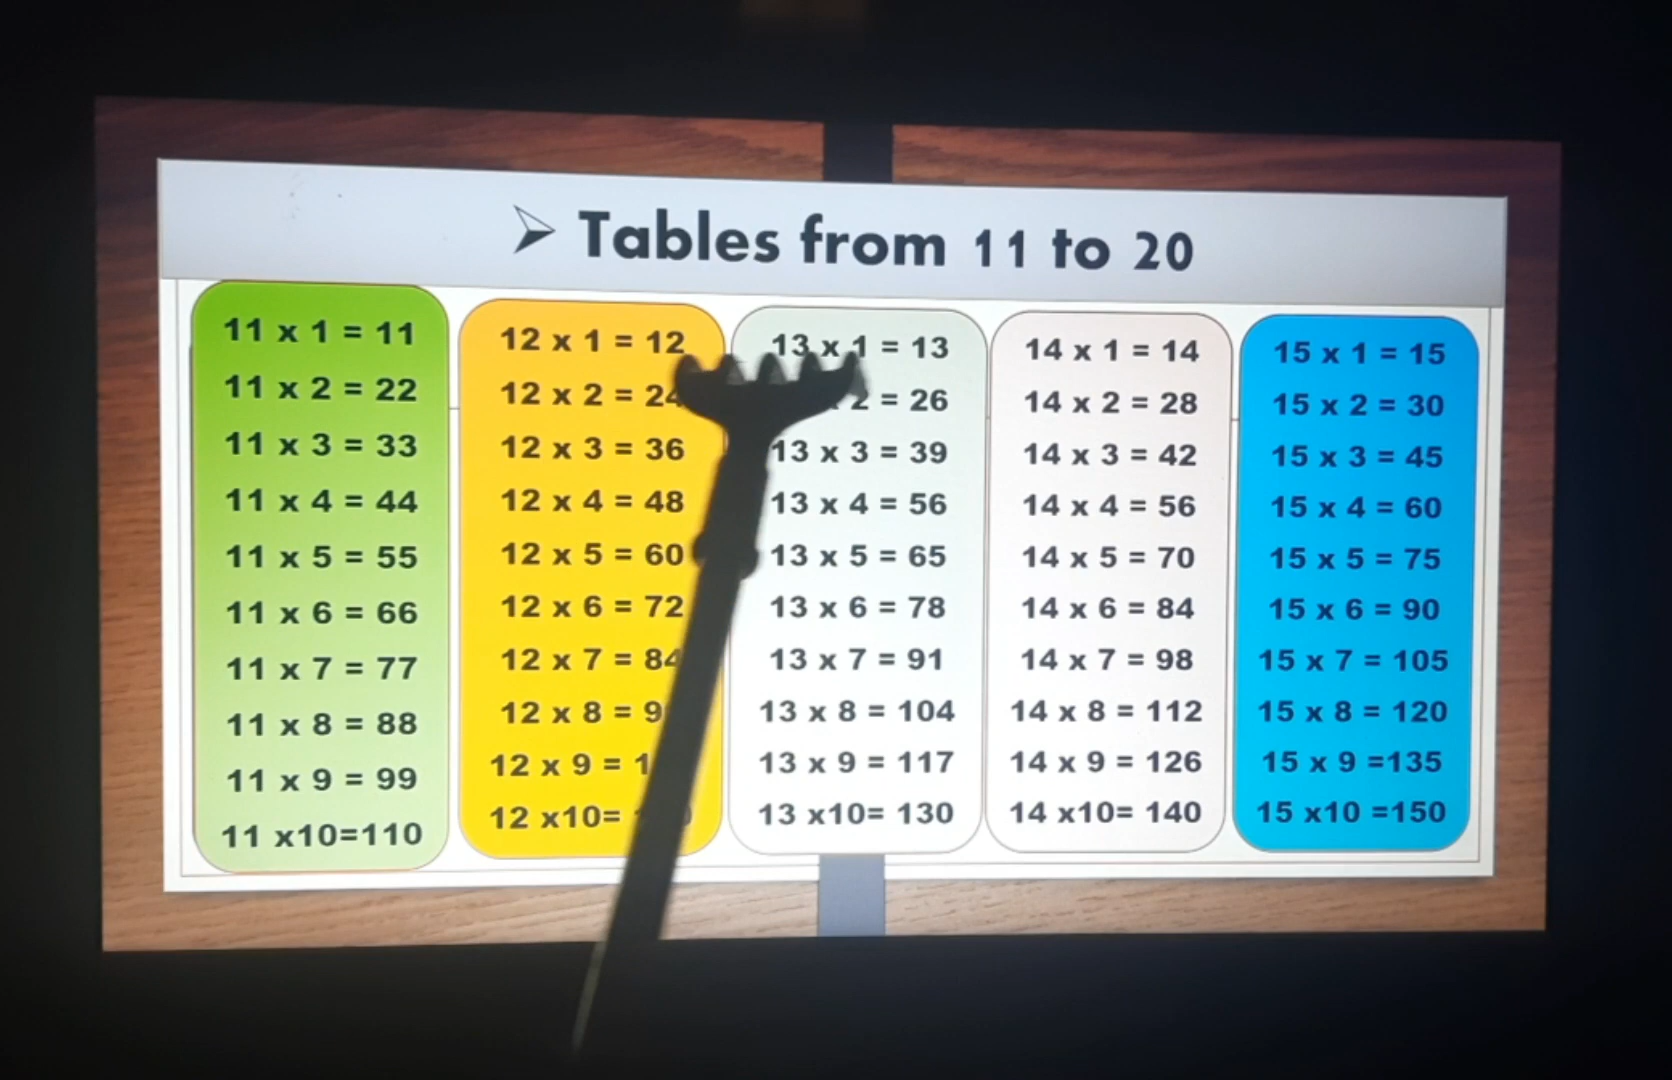 ➢ Tables from 11 to 20
11 x 1 = 11
11 x 2 = 22
11 x 3 = 33
11 x 4 = 44
11 x 5 = 55
11 x 6 = 66
11 x 7 = 77
11 x 8 = 88
11 x 9 = 99
11 x10=110
12 x 1 = 12
12 x 2 = 24
12 x 3 = 36
12 x 4 = 48
12 x 5 = 60
12 x 6 = 72
12 x 7 = 84
12 x 8 =
12 x 9 =
12 x10=
13 x 1 = 13
2 = 26
13 x 3 = 39
13 x 4 = 56
13 x 5 = 65
13 x 6 = 78
13 x 7 = 91
13 x 8 = 104
13 x 9 = 117
13 x10= 130
14 x 1 = 14
14 x 2 = 28
14 x 3 = 42
14 x 4 = 56
14 x 5 = 70
14 x 6 = 84
14 x 7 = 98
14 x 8 = 112
14 x 9 = 126
14 x10= 140
15 x 1 = 15
15 x 2 = 30
15 x 3 = 45
15 x 4 = 60
15 x 5 = 75
15 x 6 = 90
15 x 7 = 105
15 x 8 = 120
15 x 9 =135
15 x10 =150